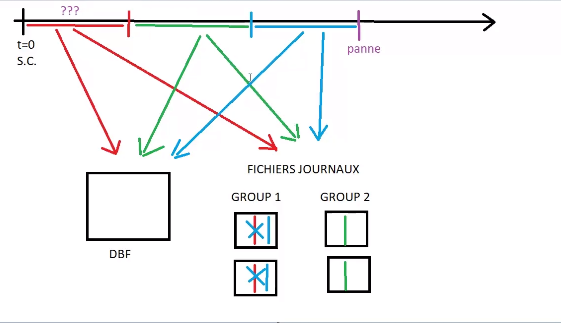 ???
t=0
S.C.
panne
FICHIERS JOURNAUX
GROUP 1
GROUP 2
DBF